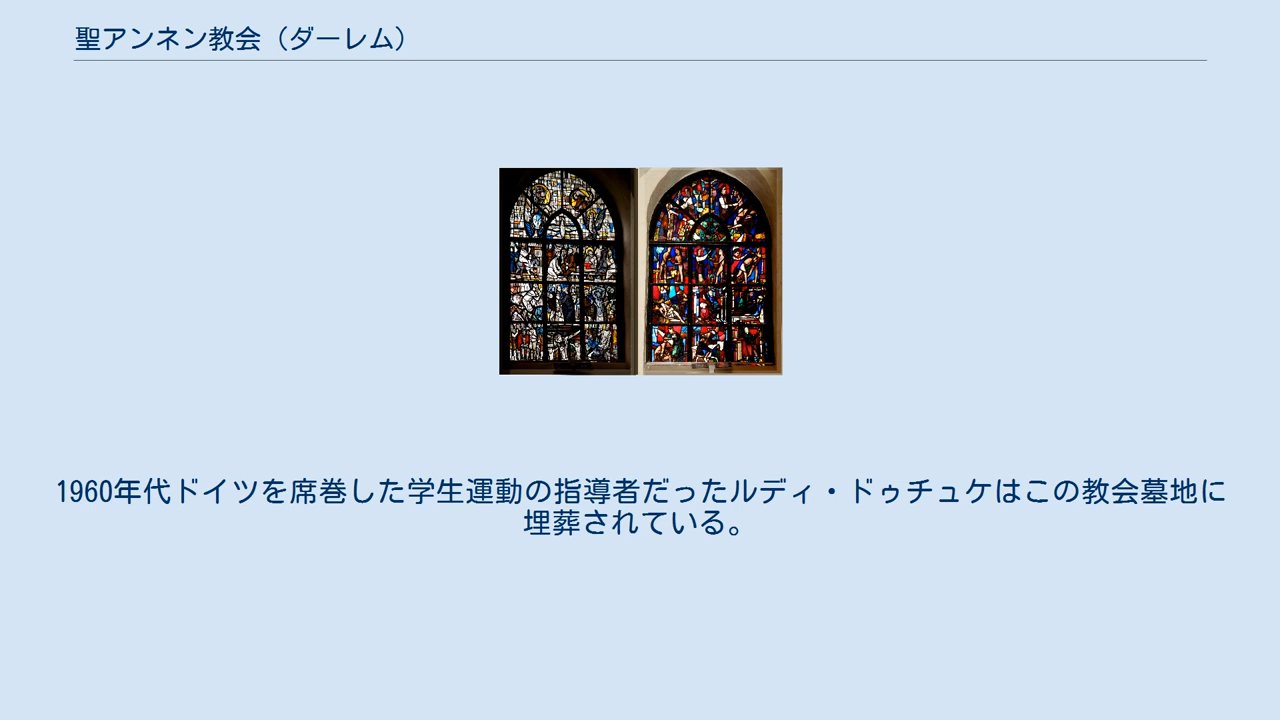 聖アンネン教会（ダーレム）
1960年代ドイツを席巻した学生運動の指導者だったルディ・ドゥチュケはこの教会墓地に
埋葬されている。